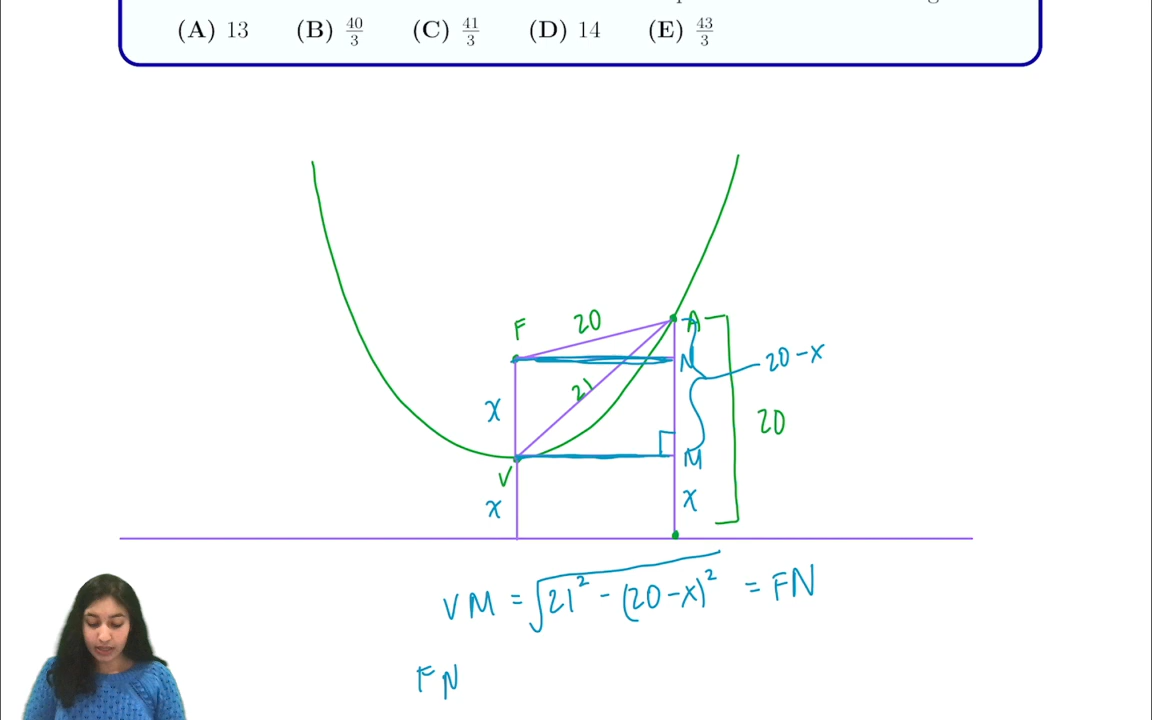 (A) 13 (B) 40/3 (C) 41/3 (D) 14 (E) 43/3
F 20 A
N 20-x
x 21 20
V M
x x
VM = √21² - (20-x)² = FN
FN